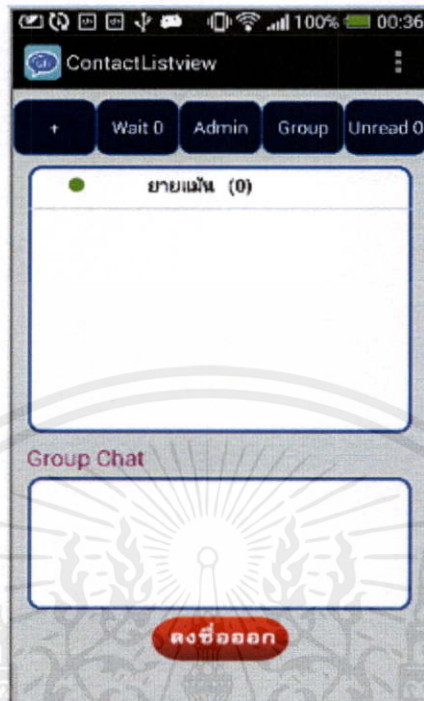 100% 00:36
ContactListview
+ Wait 0 Admin Group Unread 0
ยายแม้น (0)
Group Chat
ลงชื่อออก